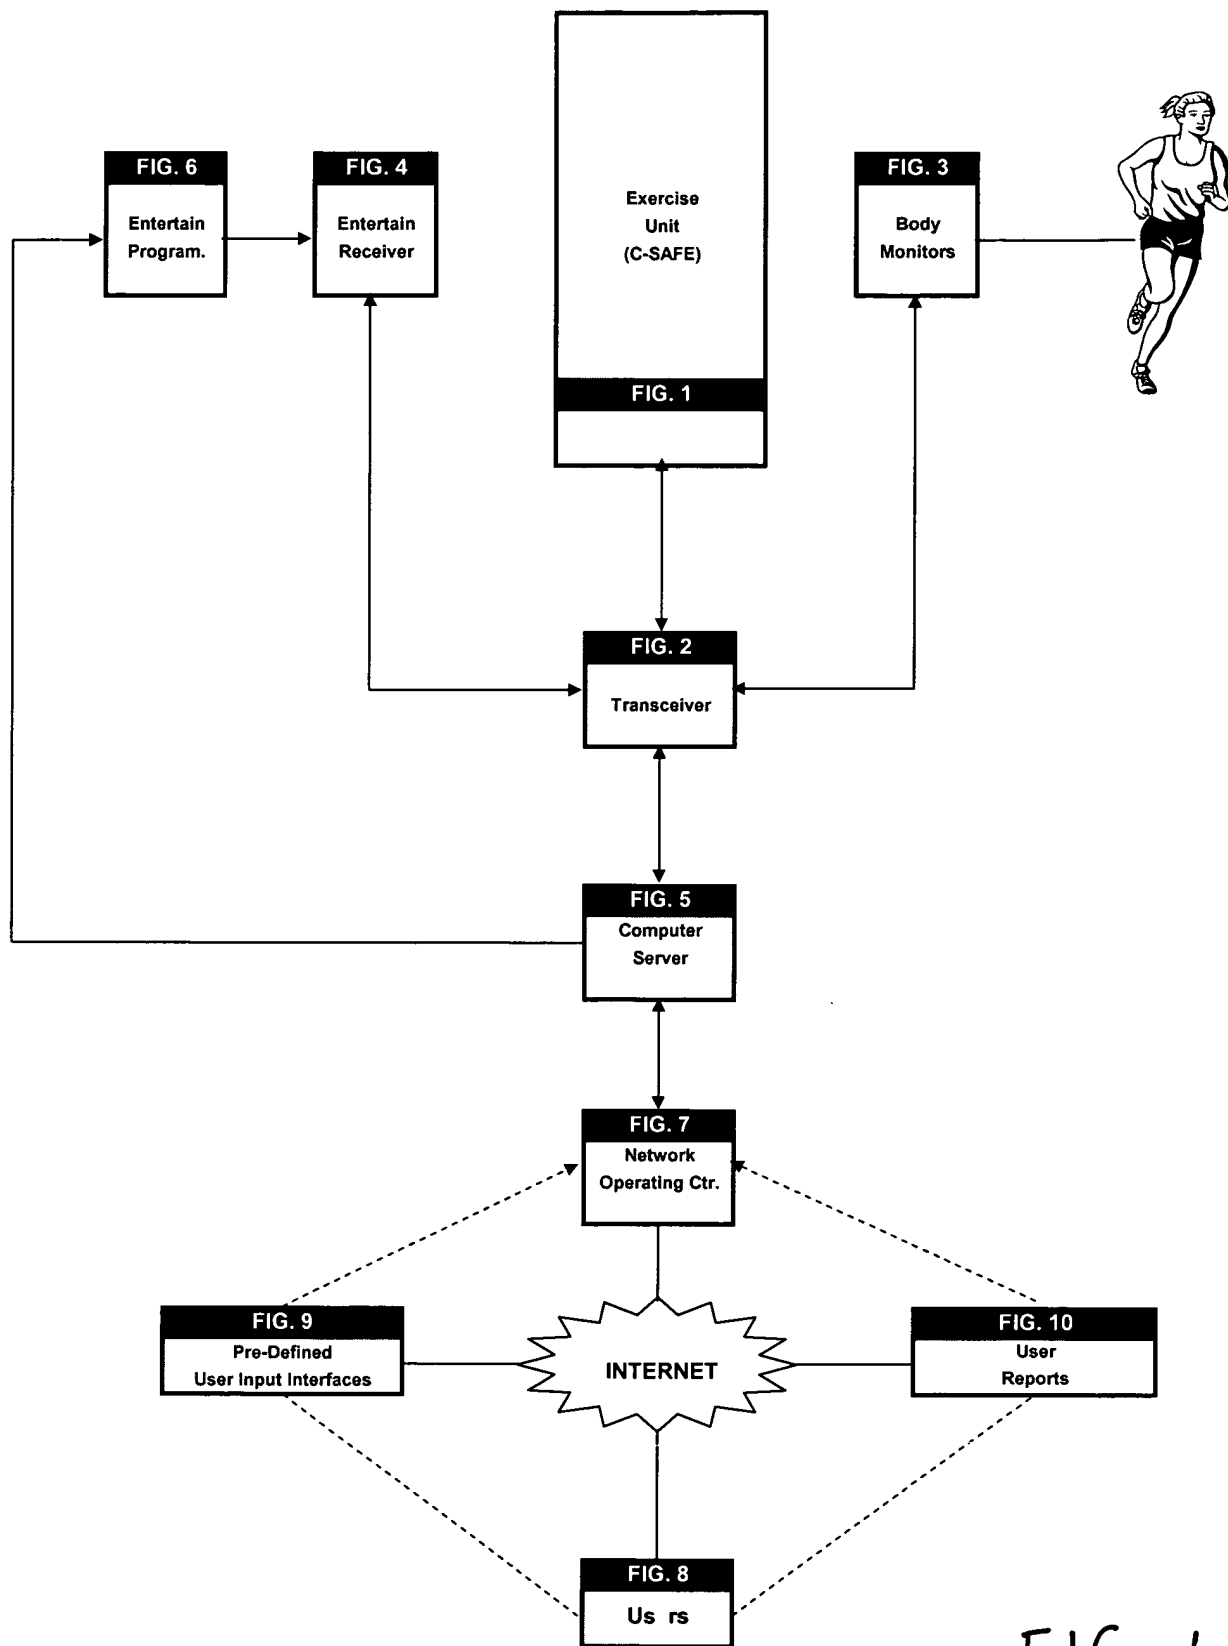 FIG. 6
Entertain
Program.
FIG. 4
Entertain
Receiver
Exercise
Unit
(C-SAFE)
FIG. 1
FIG. 3
Body
Monitors
FIG. 2
Transceiver
FIG. 5
Computer
Server
FIG. 7
Network
Operating Ctr.
FIG. 9
Pre-Defined
User Input Interfaces
INTERNET
FIG. 10
User
Reports
FIG. 8
Us rs